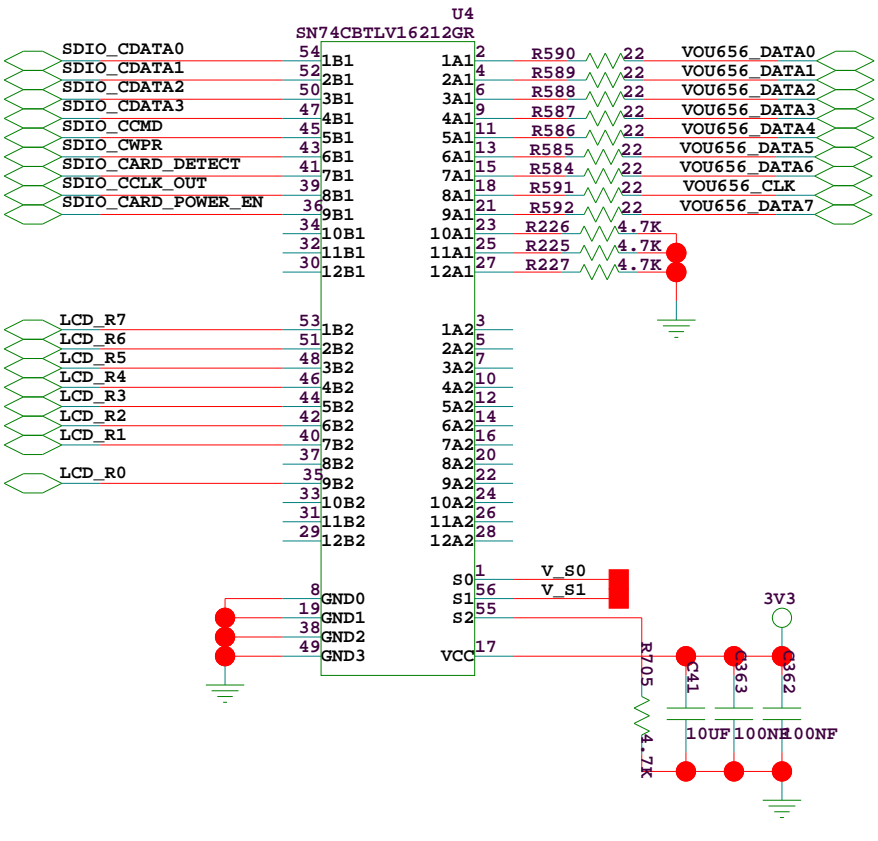 U4
SN74CBTLV16212GR
SDIO_CDATA0 54 1B1 1A1 2 R590 22 VOU656_DATA0
SDIO_CDATA1 52 2B1 2A1 4 R589 22 VOU656_DATA1
SDIO_CDATA2 50 3B1 3A1 6 R588 22 VOU656_DATA2
SDIO_CDATA3 47 4B1 4A1 9 R587 22 VOU656_DATA3
SDIO_CCMD 45 5B1 5A1 11 R586 22 VOU656_DATA4
SDIO_CWPR 43 6B1 6A1 13 R585 22 VOU656_DATA5
SDIO_CARD_DETECT 41 7B1 7A1 15 R584 22 VOU656_DATA6
SDIO_CCLK_OUT 39 8B1 8A1 18 R591 22 VOU656_CLK
SDIO_CARD_POWER_EN 36 9B1 9A1 21 R592 22 VOU656_DATA7
34 10B1 10A1 23 R226 4.7K
32 11B1 11A1 25 R225 4.7K
30 12B1 12A1 27 R227 4.7K
LCD_R7 53 1B2 1A2 3
LCD_R6 51 2B2 2A2 5
LCD_R5 48 3B2 3A2 7
LCD_R4 46 4B2 4A2 10
LCD_R3 44 5B2 5A2 12
LCD_R2 42 6B2 6A2 14
LCD_R1 40 7B2 7A2 16
37 8B2 8A2 20
LCD_R0 35 9B2 9A2 22
33 10B2 10A2 24
31 11B2 11A2 26
29 12B2 12A2 28
S0 1 V_S0
8 GND0 S1 56 V_S1
19 GND1 S2 55 3V3
38 GND2
49 GND3 VCC 17
R705 C41 C363 C362
4.7K 10UF 100NF 100NF